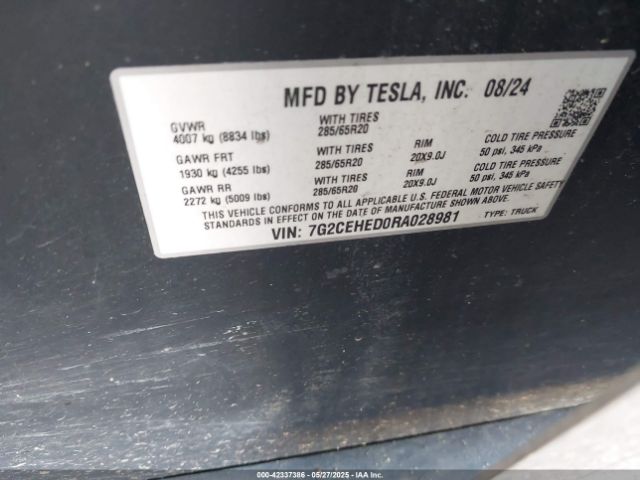 MFD BY TESLA, INC. 08/24
GVWR WITH TIRES
4007 kg (8834 lbs) 285/65R20
GAWR FRT WITH TIRES RIM COLD TIRE PRESSURE
1930 kg (4255 lbs) 285/65R20 20X9.0J 50 psi, 345 kPa
GAWR RR WITH TIRES RIM COLD TIRE PRESSURE
2272 kg (5009 lbs) 285/65R20 20X9.0J 50 psi, 345 kPa
THIS VEHICLE CONFORMS TO ALL APPLICABLE U.S. FEDERAL MOTOR VEHICLE SAFETY
STANDARDS IN EFFECT ON THE DATE OF MANUFACTURE SHOWN ABOVE.
VIN: 7G2CEHED0RA028981 TYPE: TRUCK
000-42337386 - 05/27/2025 - IAAI.COM